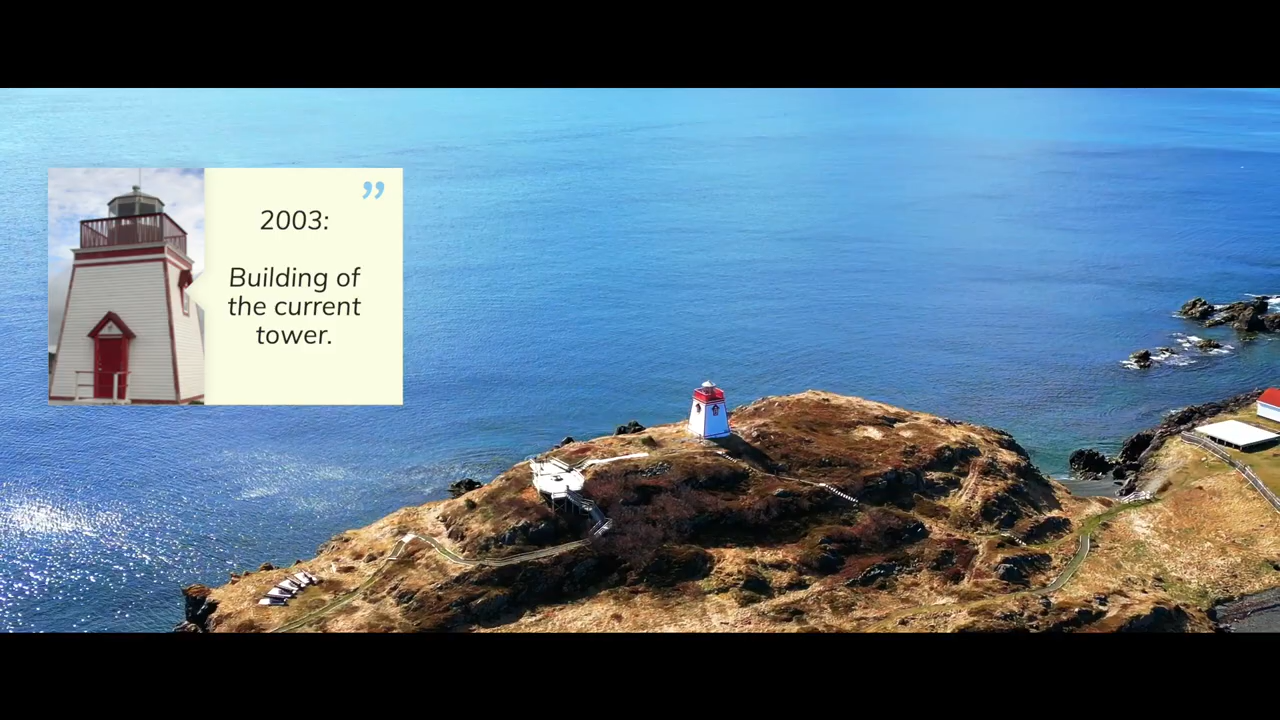 ”
2003:
Building of
the current
tower.